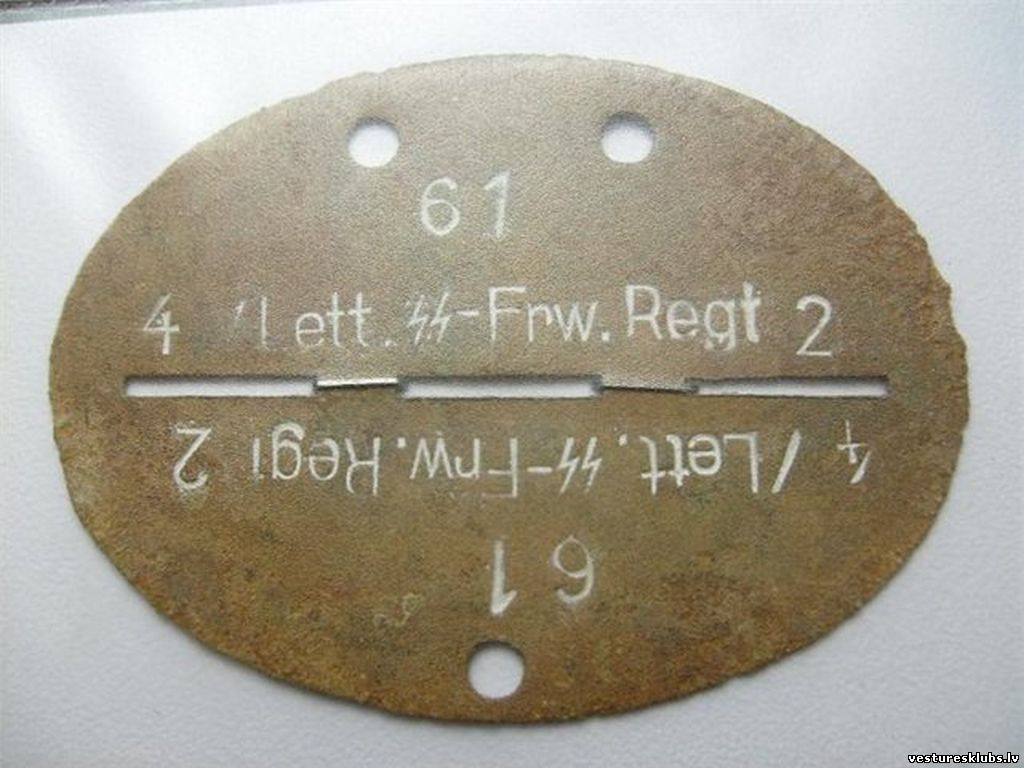 61
4 /Lett. ϟϟ-Frw. Regt 2
4/Lett. ϟϟ-Frw. Regt 2
61
vesturesklubs.lv